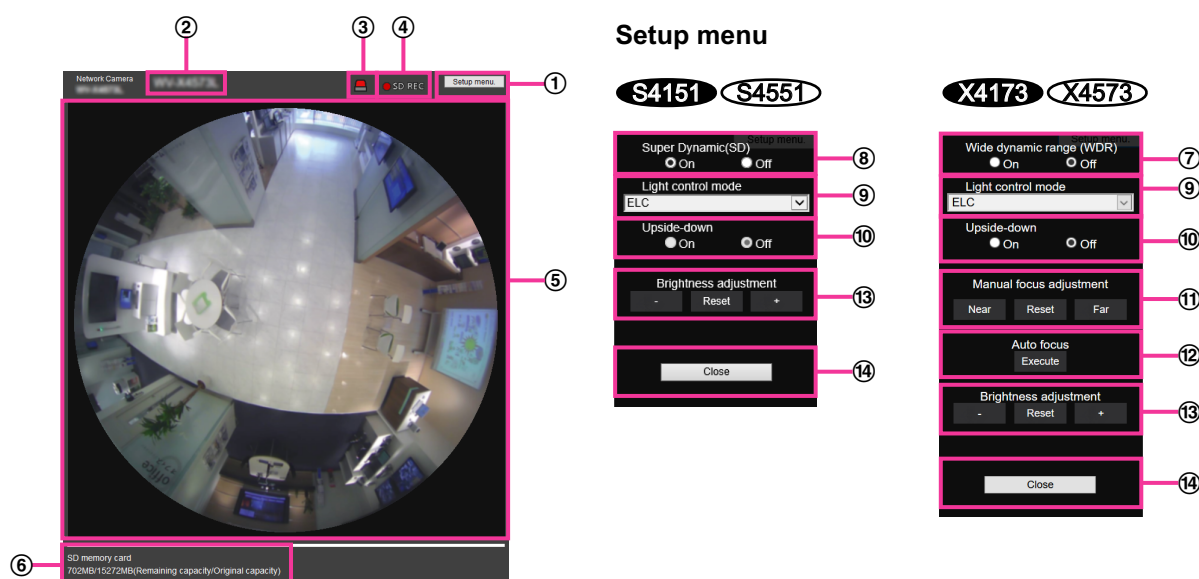 ② ③ ④
Network Camera
SD REC
Setup menu.
①
⑤
⑥
SD memory card
702MB/15272MB(Remaining capacity/Original capacity)
Setup menu
S4151 S4551
Setup menu.
Super Dynamic(SD)
On Off
⑧
Light control mode
ELC
⑨
Upside-down
On Off
⑩
Brightness adjustment
- Reset +
⑬
Close
⑭
X4173 X4573
Setup menu.
Wide dynamic range (WDR)
On Off
⑦
Light control mode
ELC
⑨
Upside-down
On Off
⑩
Manual focus adjustment
Near Reset Far
⑪
Auto focus
Execute
⑫
Brightness adjustment
- Reset +
⑬
Close
⑭